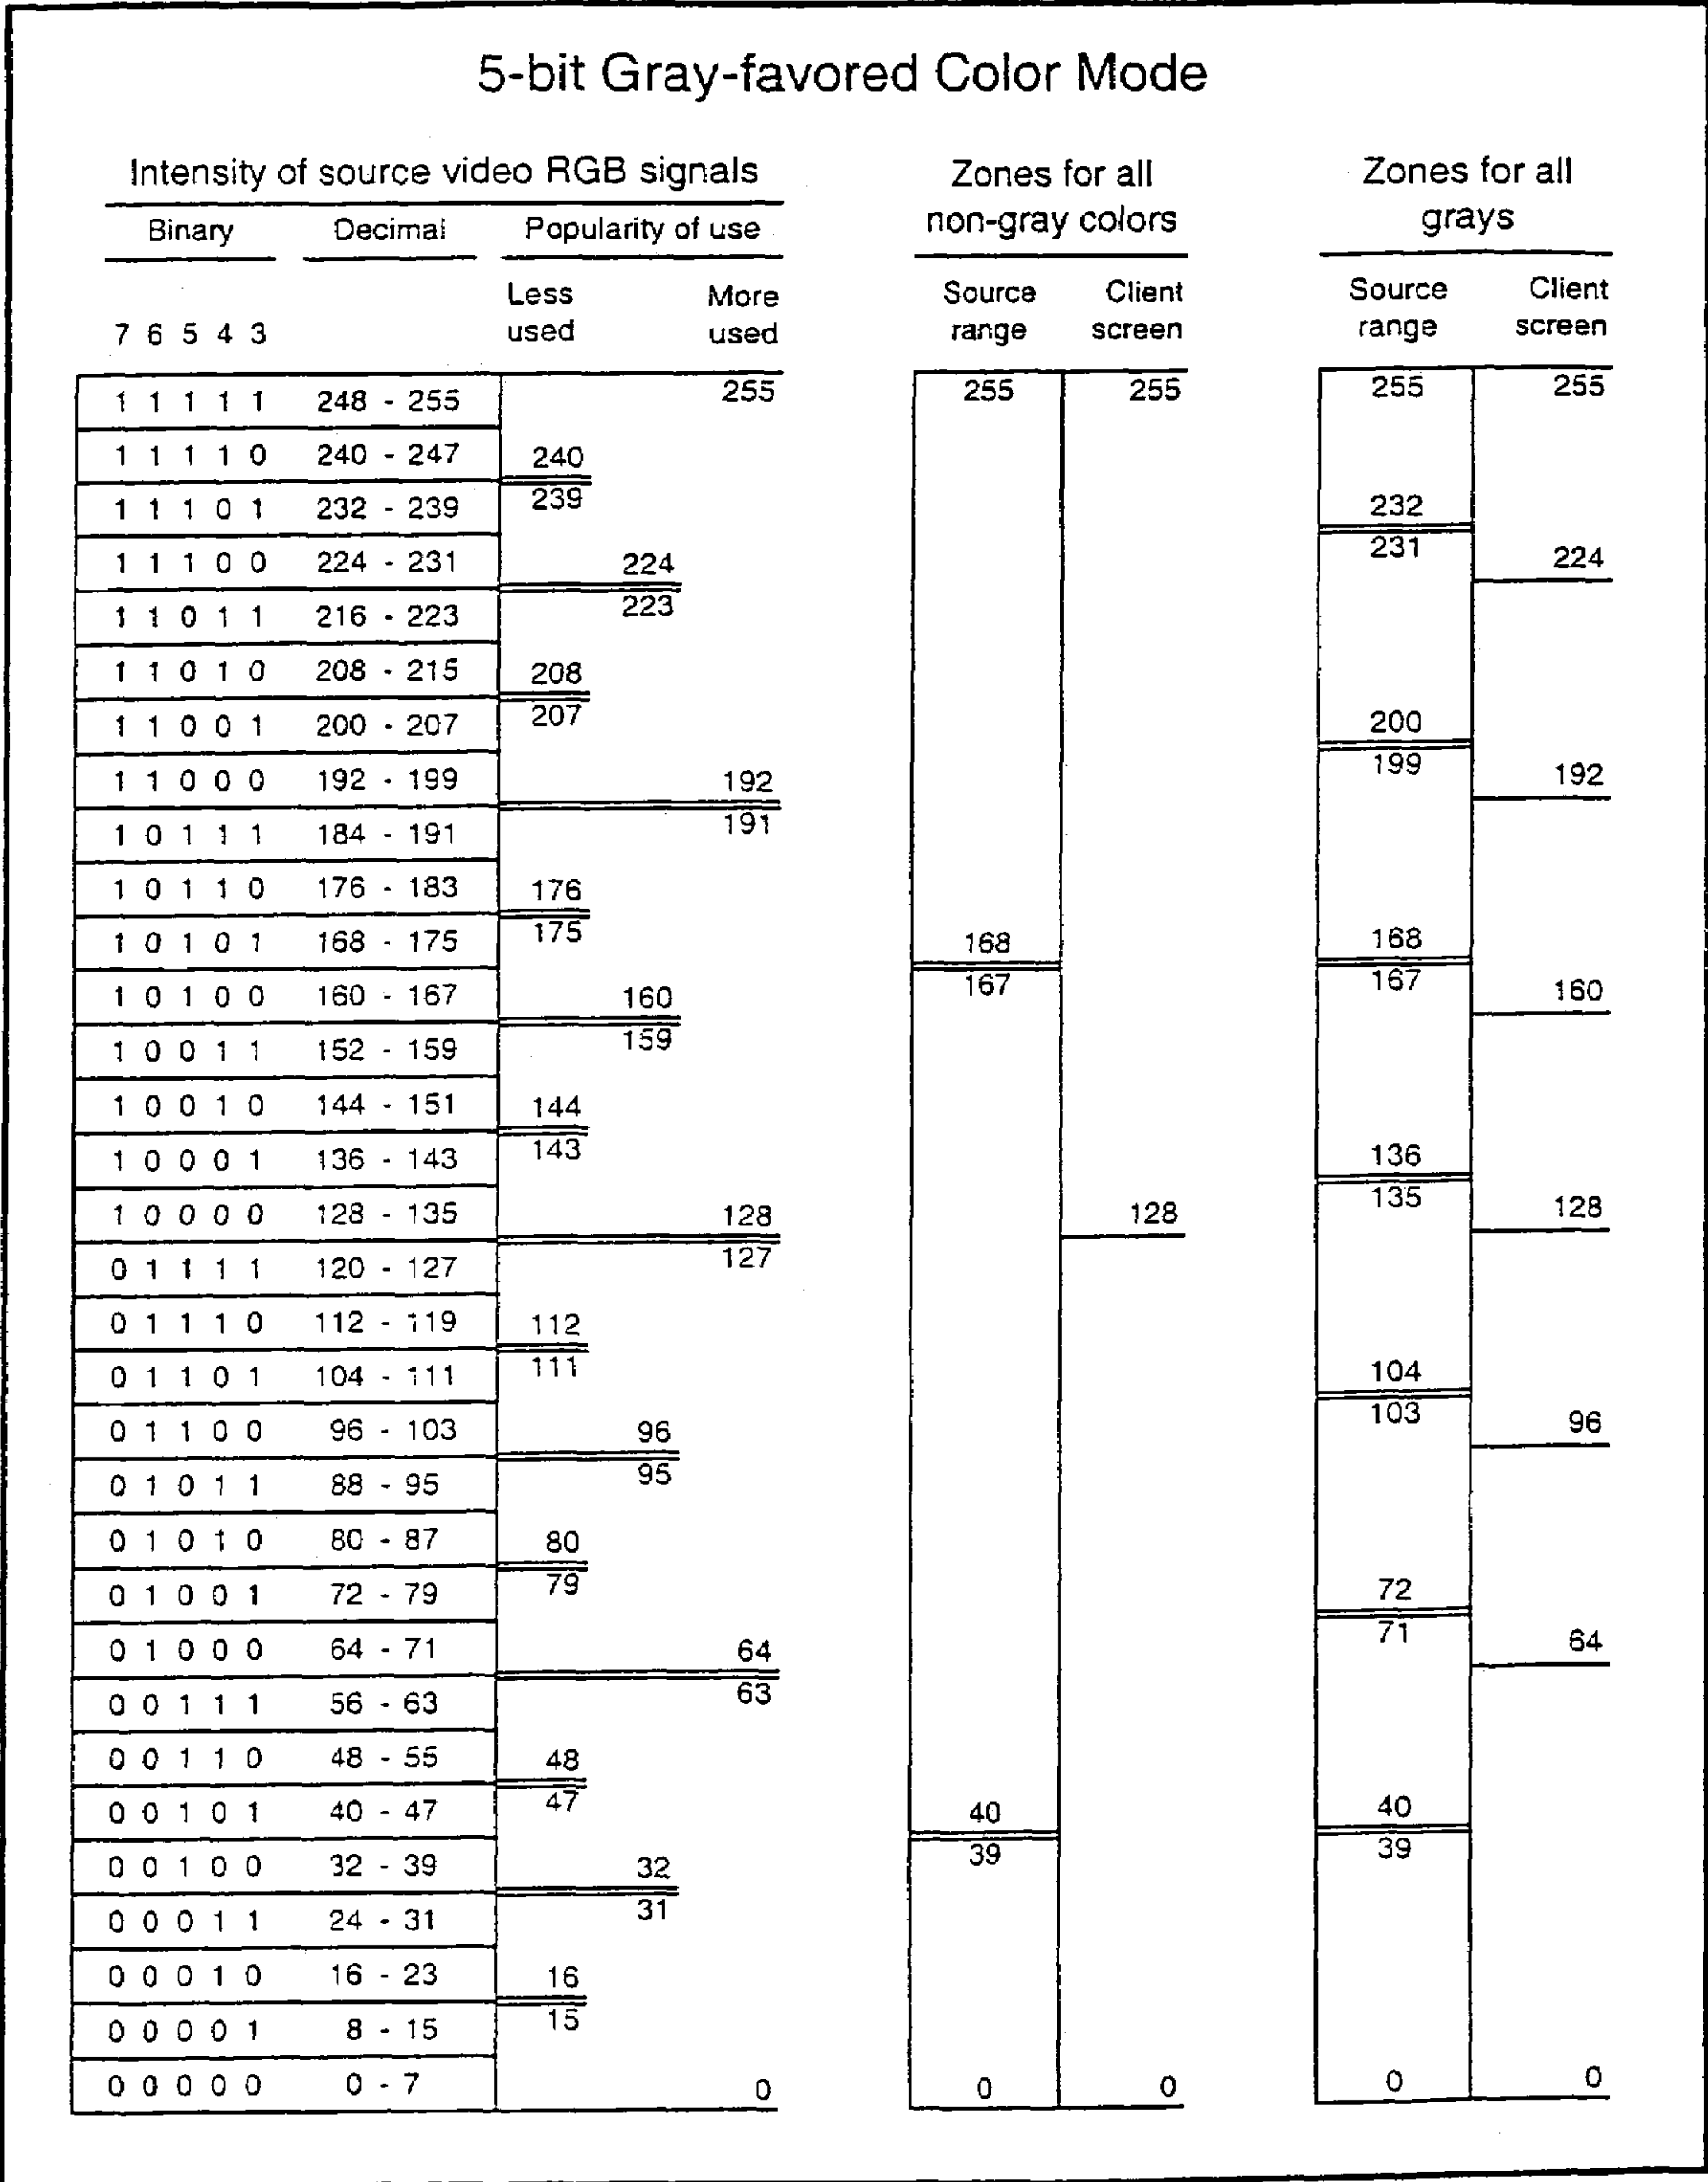 5-bit Gray-favored Color Mode
Intensity of source video RGB signals
Zones for all non-gray colors
Zones for all grays
Binary Decimal Popularity of use
7 6 5 4 3 Less used More used Source range Client screen Source range Client screen
1 1 1 1 1 248 - 255 255 255 255 255 255
1 1 1 1 0 240 - 247 240
1 1 1 0 1 232 - 239 239 232
1 1 1 0 0 224 - 231 224 231 224
1 1 0 1 1 216 - 223 223
1 1 0 1 0 208 - 215 208
1 1 0 0 1 200 - 207 207 200
1 1 0 0 0 192 - 199 192 199 192
1 0 1 1 1 184 - 191 191
1 0 1 1 0 176 - 183 176
1 0 1 0 1 168 - 175 175 168 168
1 0 1 0 0 160 - 167 160 167 167 160
1 0 0 1 1 152 - 159 159
1 0 0 1 0 144 - 151 144
1 0 0 0 1 136 - 143 143 136
1 0 0 0 0 128 - 135 128 128 135 128
0 1 1 1 1 120 - 127 127
0 1 1 1 0 112 - 119 112
0 1 1 0 1 104 - 111 111 104
0 1 1 0 0 96 - 103 96 103 96
0 1 0 1 1 88 - 95 95
0 1 0 1 0 80 - 87 80
0 1 0 0 1 72 - 79 79 72
0 1 0 0 0 64 - 71 64 71 64
0 0 1 1 1 56 - 63 63
0 0 1 1 0 48 - 55 48
0 0 1 0 1 40 - 47 47 40 40
0 0 1 0 0 32 - 39 32 39 39
0 0 0 1 1 24 - 31 31
0 0 0 1 0 16 - 23 16
0 0 0 0 1 8 - 15 15
0 0 0 0 0 0 - 7 0 0 0 0 0